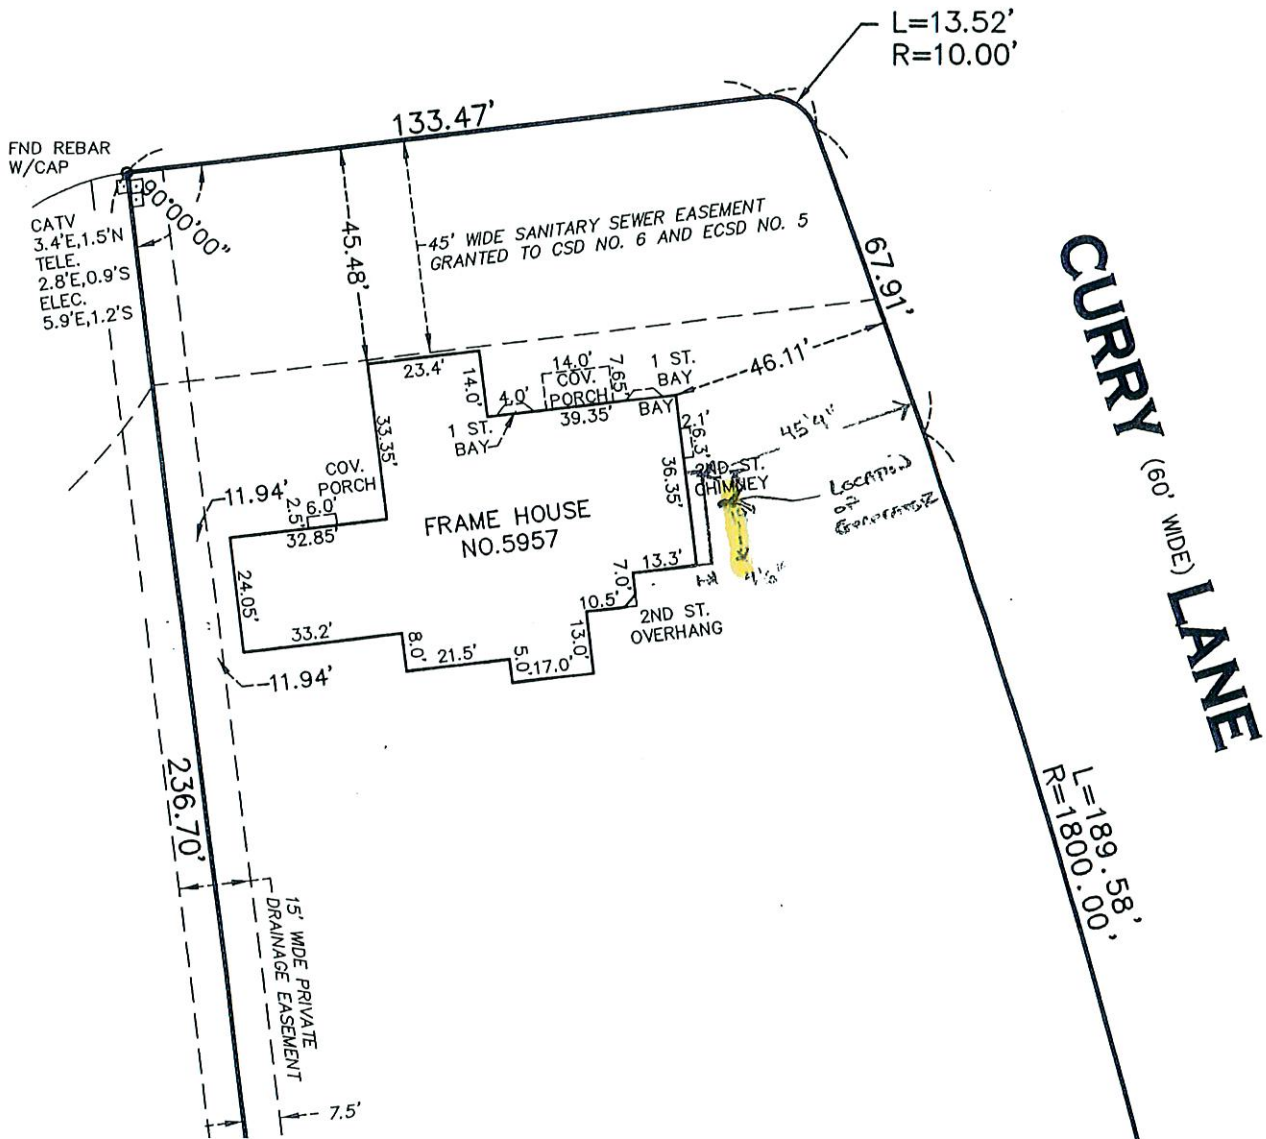 L=13.52'
R=10.00'
133.47'
FND REBAR
W/CAP
90°00'00"
CATV
3.4'E,1.5'N
TELE.
2.8'E,0.9'S
ELEC.
5.9'E,1.2'S
45.48'
45' WIDE SANITARY SEWER EASEMENT
GRANTED TO CSD NO. 6 AND ECSD NO. 5
67.91'
CURRY (60' WIDE) LANE
46.11'
23.4'
14.0'
4.0'
14.0'
COV.
PORCH
7.65'
1 ST.
BAY
BAY
39.35'
1 ST.
BAY
2.1'
6.3'
45'4"
33.35'
36.35'
2ND ST.
CHIMNEY
LOCATION
OF
COV.
PORCH
11.94'
2.5'
6.0'
32.85'
FRAME HOUSE
NO.5957
24.05'
13.3'
7.0'
10.5'
2ND ST.
OVERHANG
13.0'
33.2'
8.0'
21.5'
5.0'
17.0'
11.94'
236.70'
L=189.58'
R=1800.00'
15' WIDE PRIVATE
DRAINAGE EASEMENT
7.5'